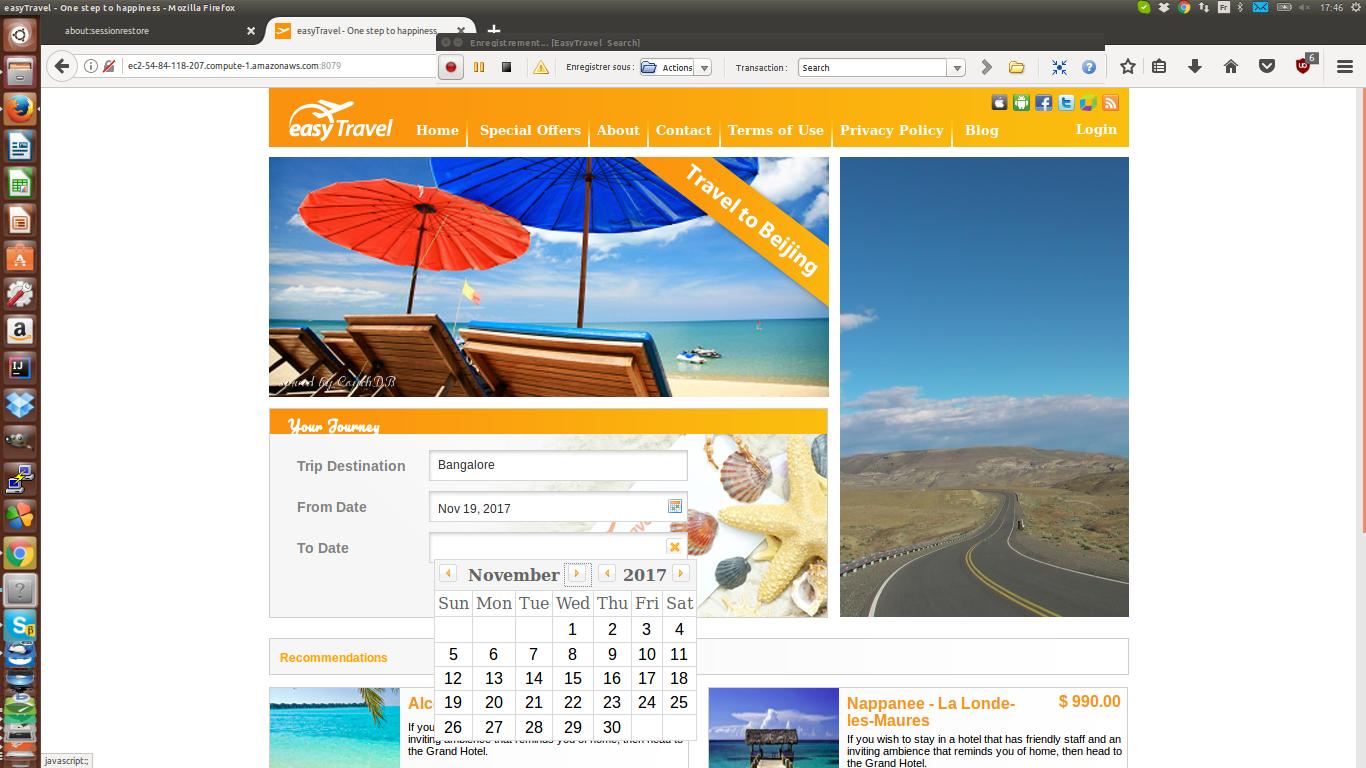 easyTravel - One step to happiness - Mozilla Firefox
Fr
17:46
about:sessionrestore
easyTravel - One step to happiness
Enregistrement... [EasyTravel Search]
ec2-54-84-118-207.compute-1.amazonaws.com:8079
Enregistrer sous :
Actions
Transaction :
Search
6
easyTravel
Home
Special Offers
About
Contact
Terms of Use
Privacy Policy
Blog
Login
Travel to Beijing
Your Journey
Trip Destination
Bangalore
From Date
Nov 19, 2017
To Date
November
2017
Sun Mon Tue Wed Thu Fri Sat
1 2 3 4
5 6 7 8 9 10 11
12 13 14 15 16 17 18
19 20 21 22 23 24 25
26 27 28 29 30
Recommendations
Alc
If you
inviting ambience that reminds you of home, then head to
the Grand Hotel.
Nappanee - La Londe-
les-Maures
$ 990.00
If you wish to stay in a hotel that has friendly staff and an
inviting ambience that reminds you of home, then head to
the Grand Hotel.
javascript:;